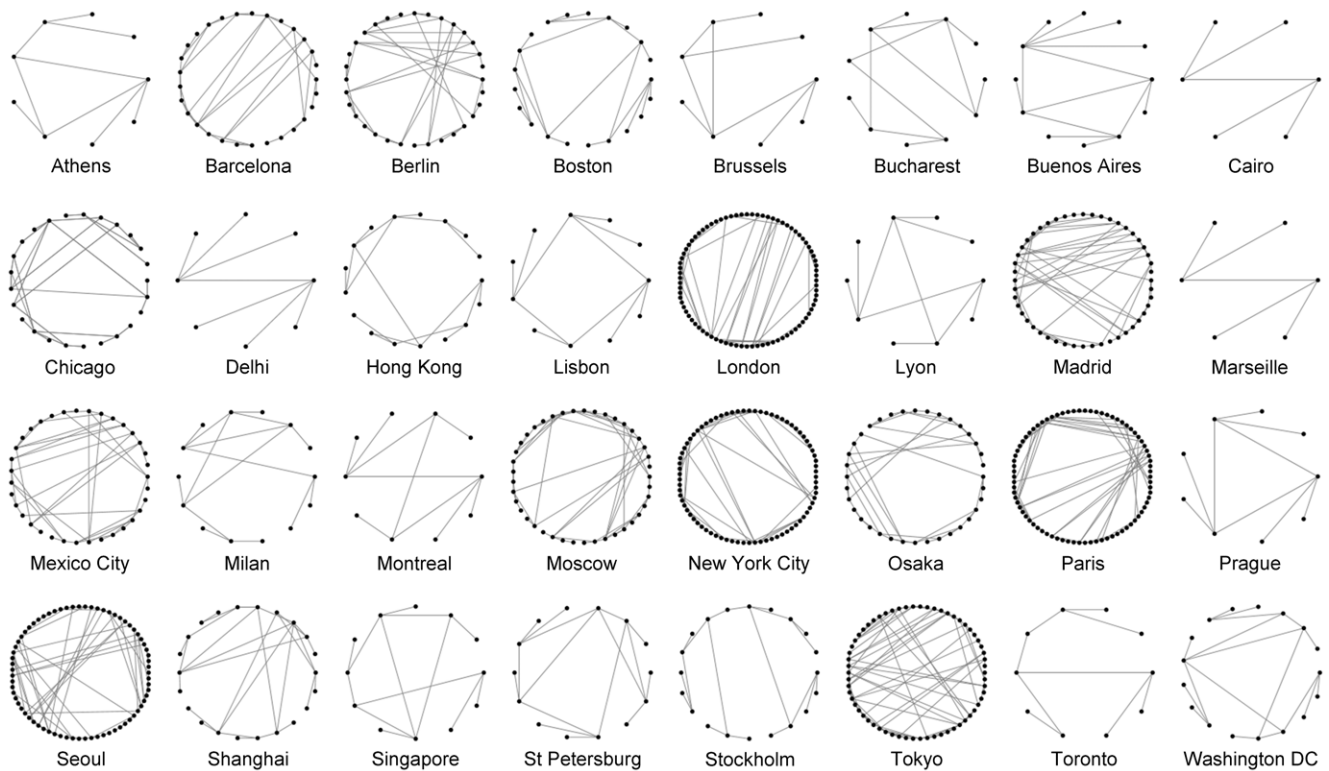 Athens Barcelona Berlin Boston Brussels Bucharest Buenos Aires Cairo
Chicago Delhi Hong Kong Lisbon London Lyon Madrid Marseille
Mexico City Milan Montreal Moscow New York City Osaka Paris Prague
Seoul Shanghai Singapore St Petersburg Stockholm Tokyo Toronto Washington DC